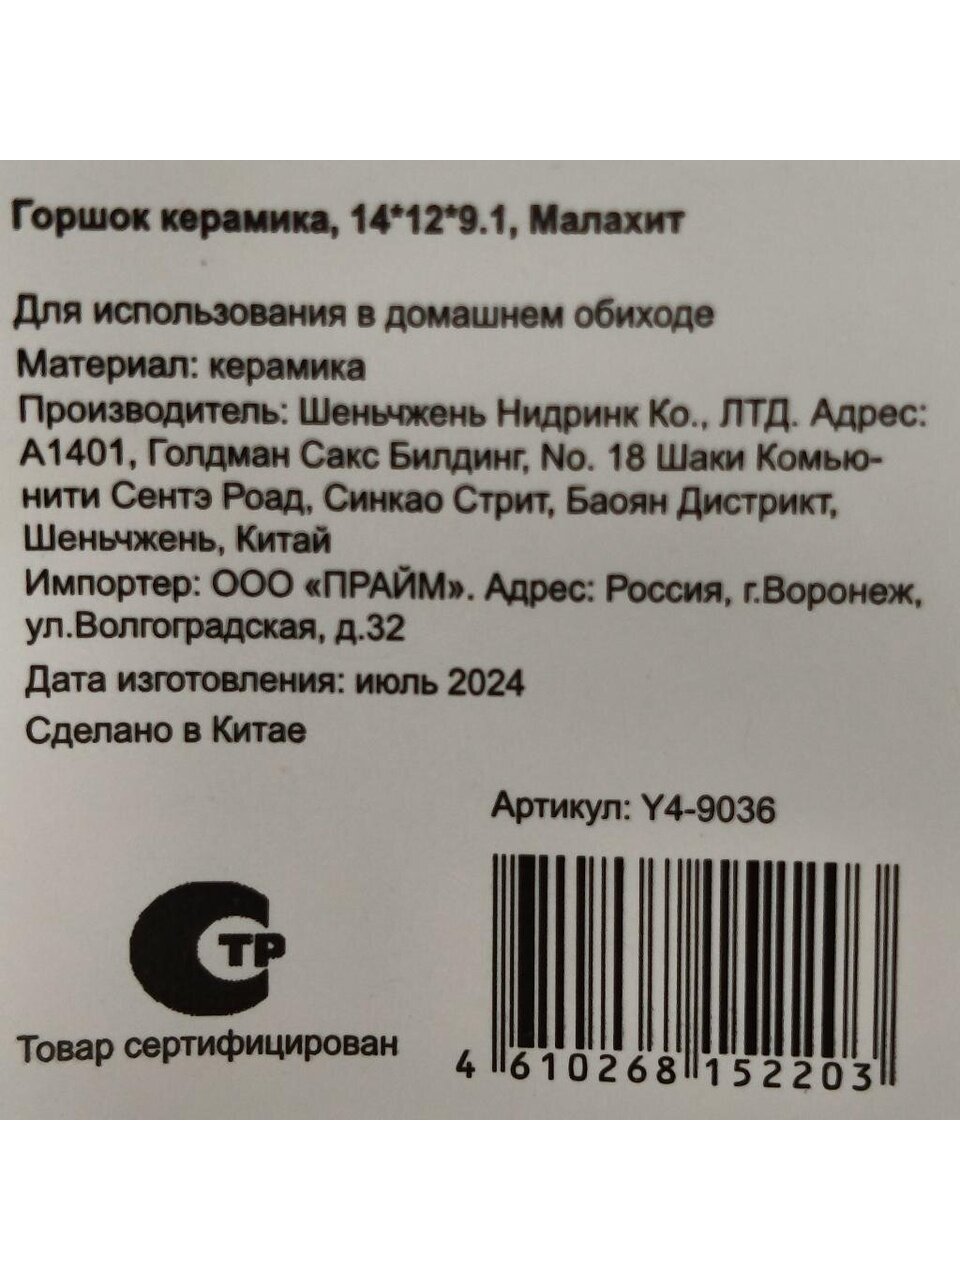 Горшок керамика, 14*12*9.1, Малахит
Для использования в домашнем обиходе
Материал: керамика
Производитель: Шеньчжень Нидринк Ко., ЛТД. Адрес:
А1401, Голдман Сакс Билдинг, No. 18 Шаки Комью-
нити Сентэ Роад, Синкао Стрит, Баоян Дистрикт,
Шеньчжень, Китай
Импортер: ООО «ПРАЙМ». Адрес: Россия, г.Воронеж,
ул.Волгоградская, д.32
Дата изготовления: июль 2024
Сделано в Китае
Артикул: Y4-9036
СТР
Товар сертифицирован
4 610268 152203